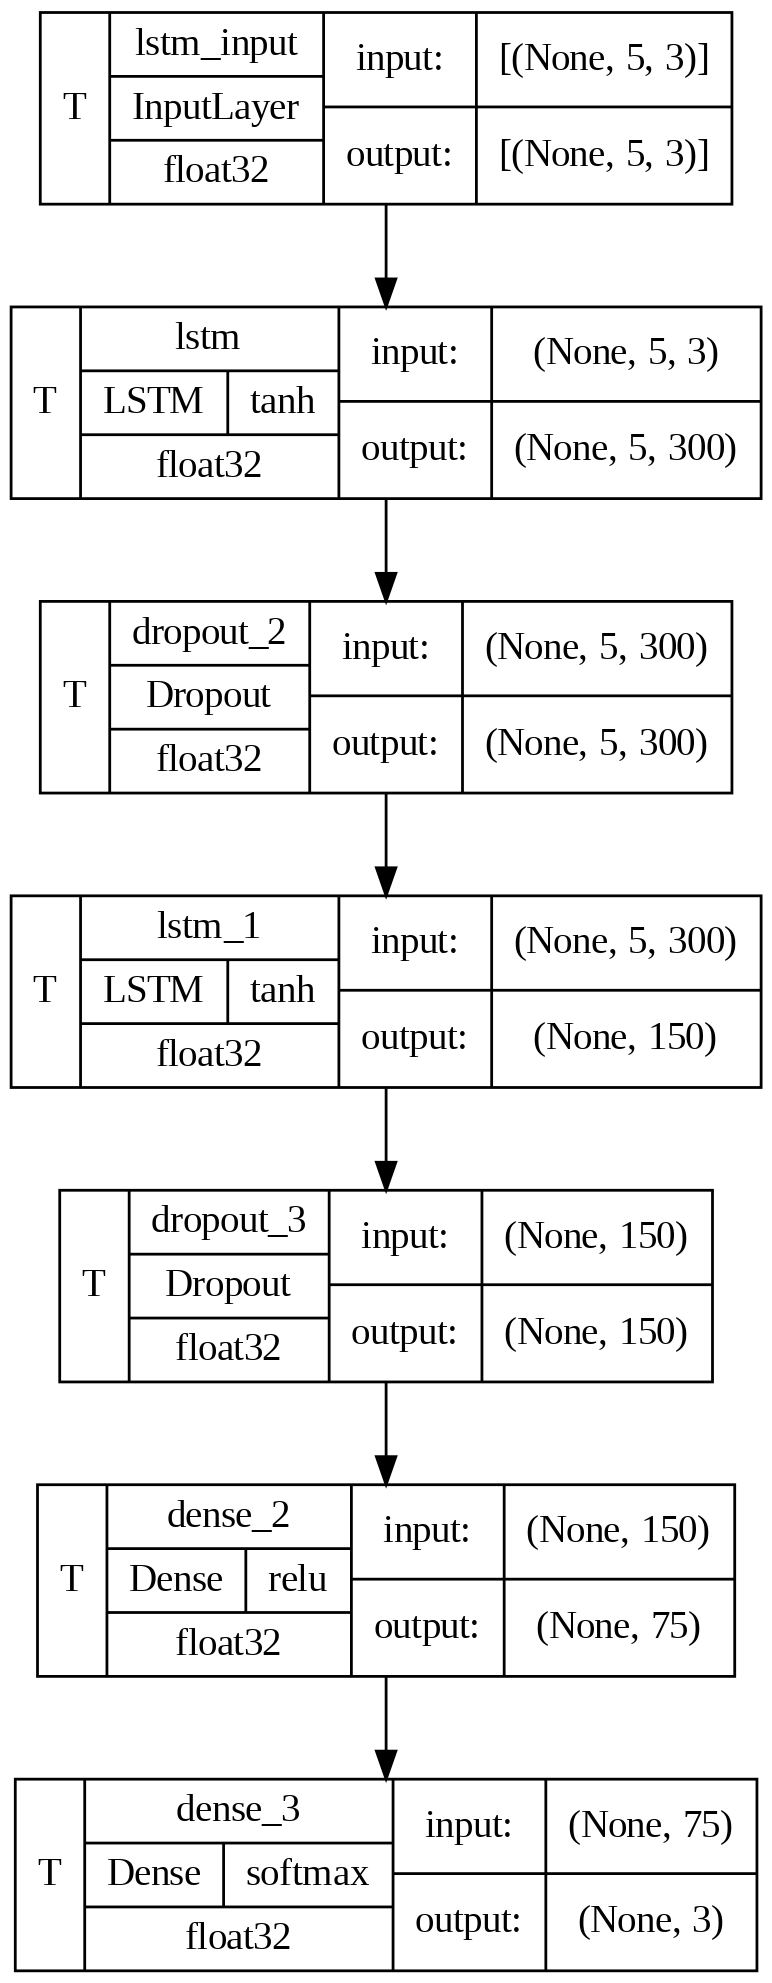 T
lstm_input
InputLayer
float32
input:
[(None, 5, 3)]
output:
[(None, 5, 3)]
T
lstm
LSTM
tanh
float32
input:
(None, 5, 3)
output:
(None, 5, 300)
T
dropout_2
Dropout
float32
input:
(None, 5, 300)
output:
(None, 5, 300)
T
lstm_1
LSTM
tanh
float32
input:
(None, 5, 300)
output:
(None, 150)
T
dropout_3
Dropout
float32
input:
(None, 150)
output:
(None, 150)
T
dense_2
Dense
relu
float32
input:
(None, 150)
output:
(None, 75)
T
dense_3
Dense
softmax
float32
input:
(None, 75)
output:
(None, 3)